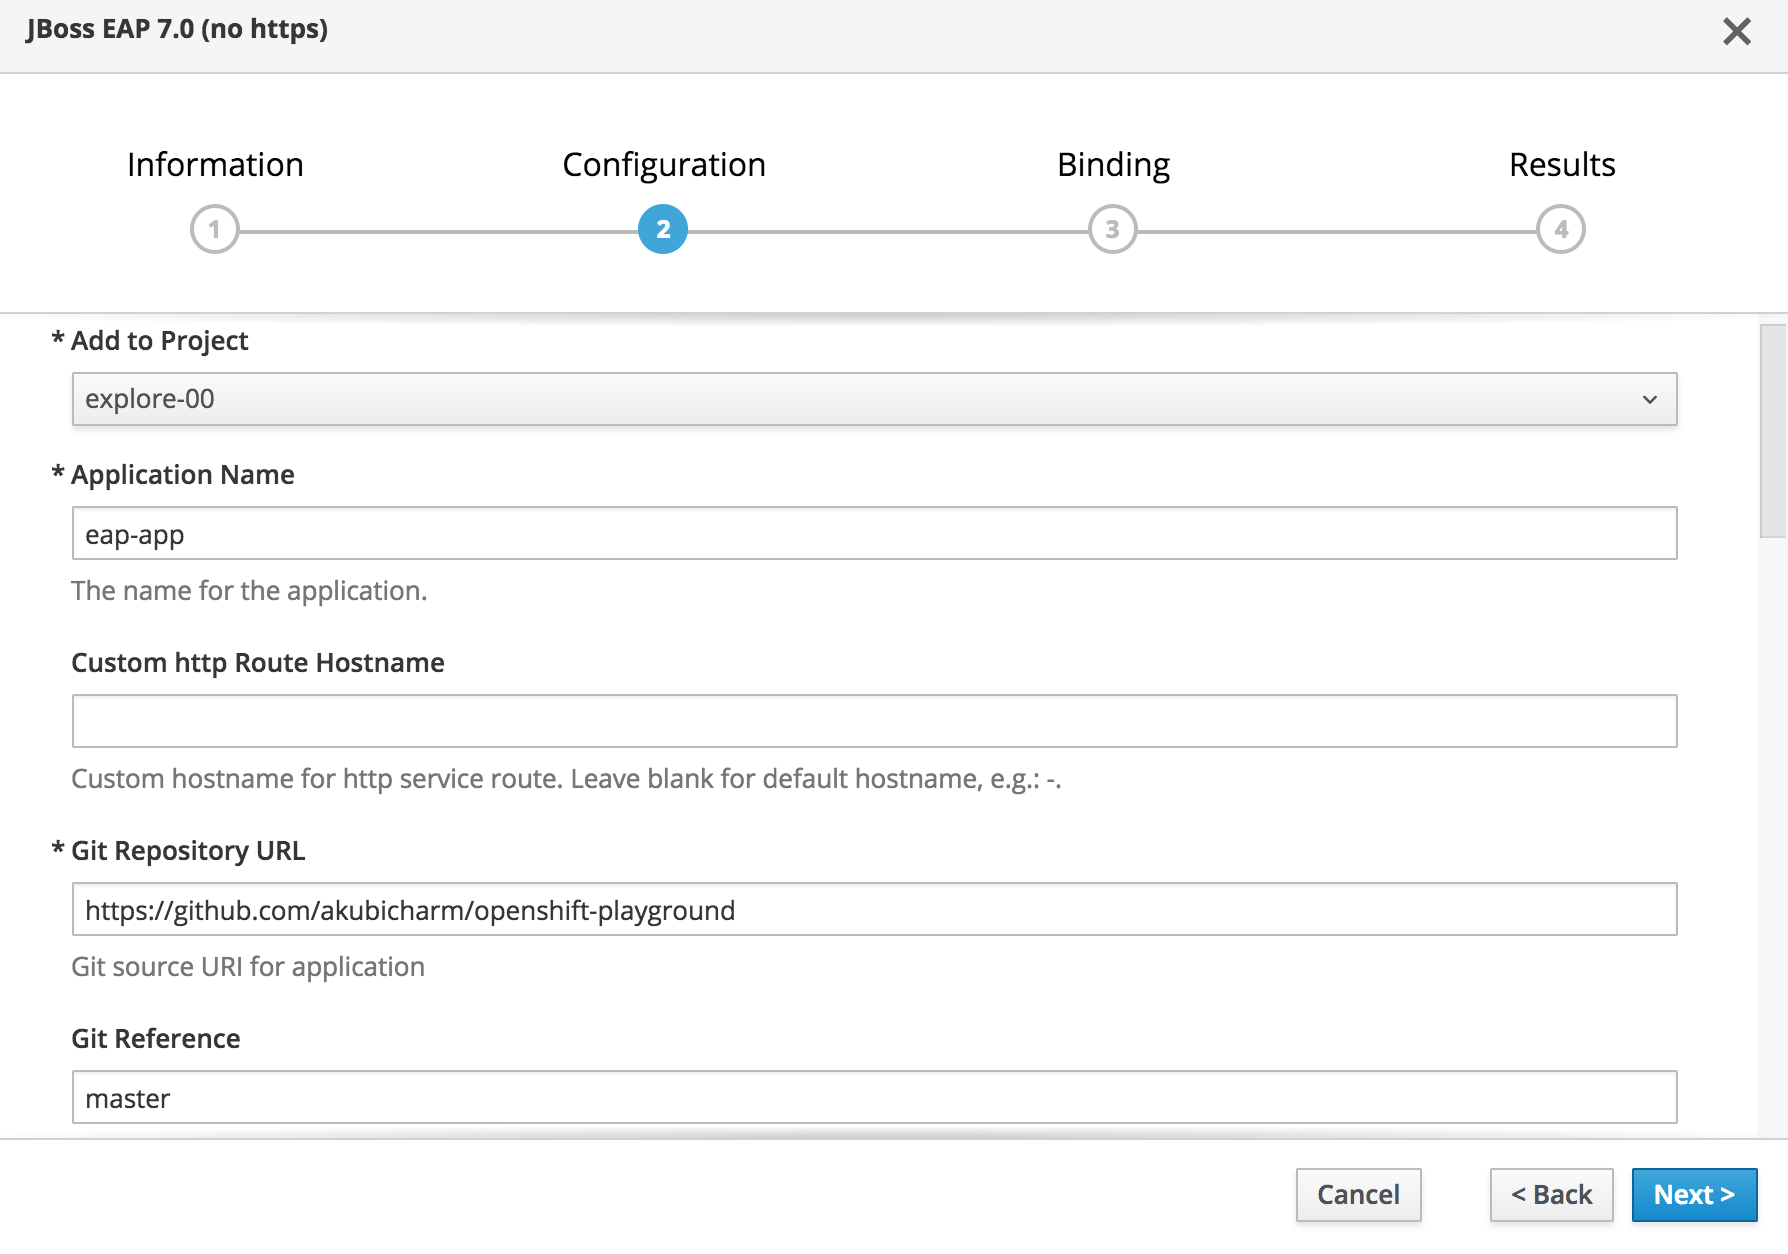 JBoss EAP 7.0 (no https)
Information
Configuration
Binding
Results
1
2
3
4
* Add to Project
explore-00
* Application Name
eap-app
The name for the application.
Custom http Route Hostname
Custom hostname for http service route. Leave blank for default hostname, e.g.: -.
* Git Repository URL
https://github.com/akubicharm/openshift-playground
Git source URI for application
Git Reference
master
Cancel
< Back
Next >